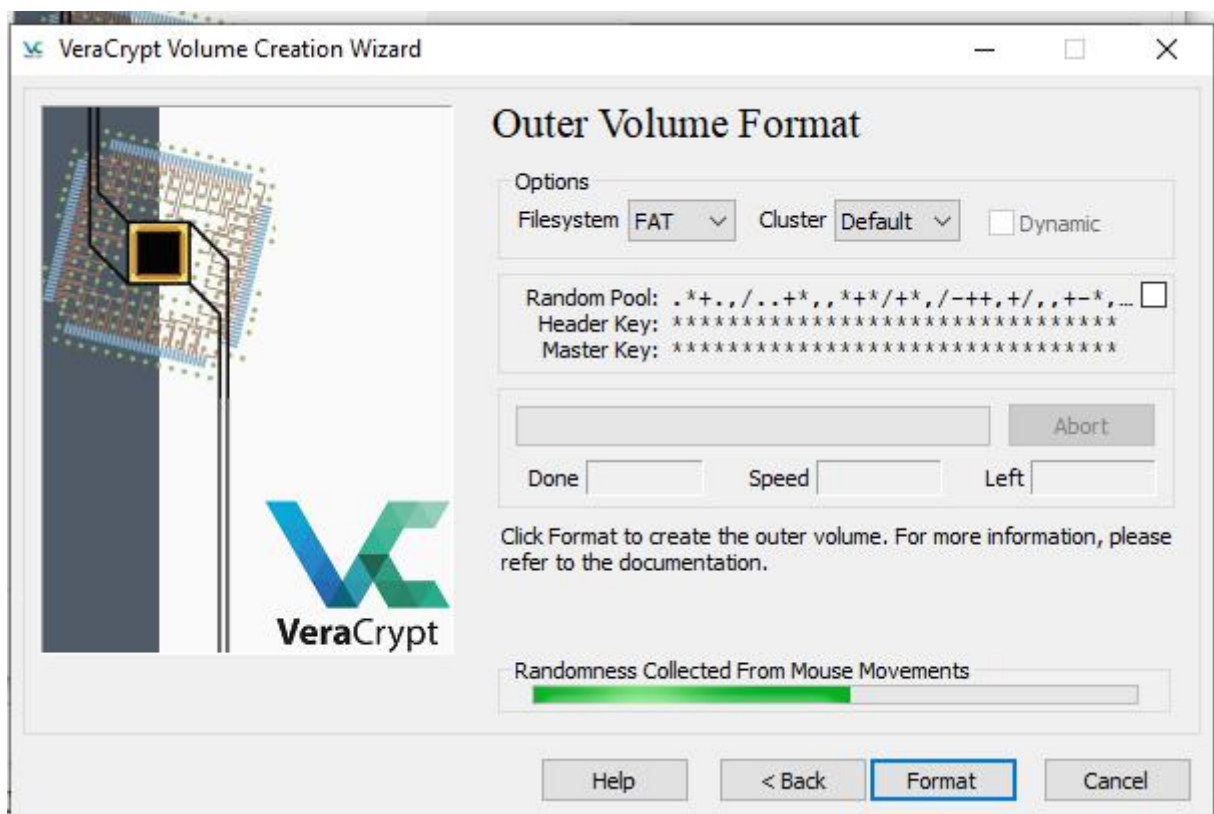 VeraCrypt Volume Creation Wizard
Outer Volume Format
Options
Filesystem FAT Cluster Default Dynamic
Random Pool: .*+.,/..+*,,*+*/+*,/-++,+/,,+-*,...
Header Key: *********************************
Master Key: *********************************
Abort
Done Speed Left
Click Format to create the outer volume. For more information, please
refer to the documentation.
VeraCrypt
Randomness Collected From Mouse Movements
Help < Back Format Cancel